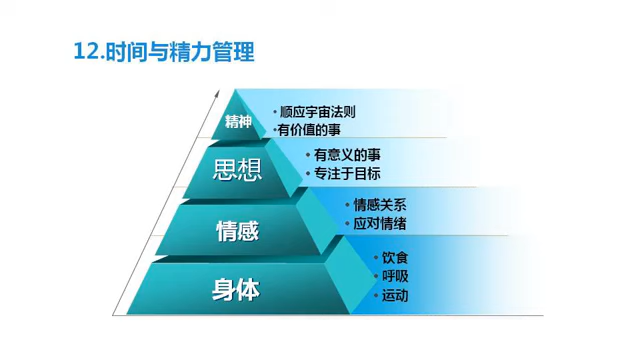 12.时间与精力管理
精神
• 顺应宇宙法则
•有价值的事
思想
• 有意义的事
• 专注于目标
情感
• 情感关系
• 应对情绪
身体
• 饮食
• 呼吸
• 运动